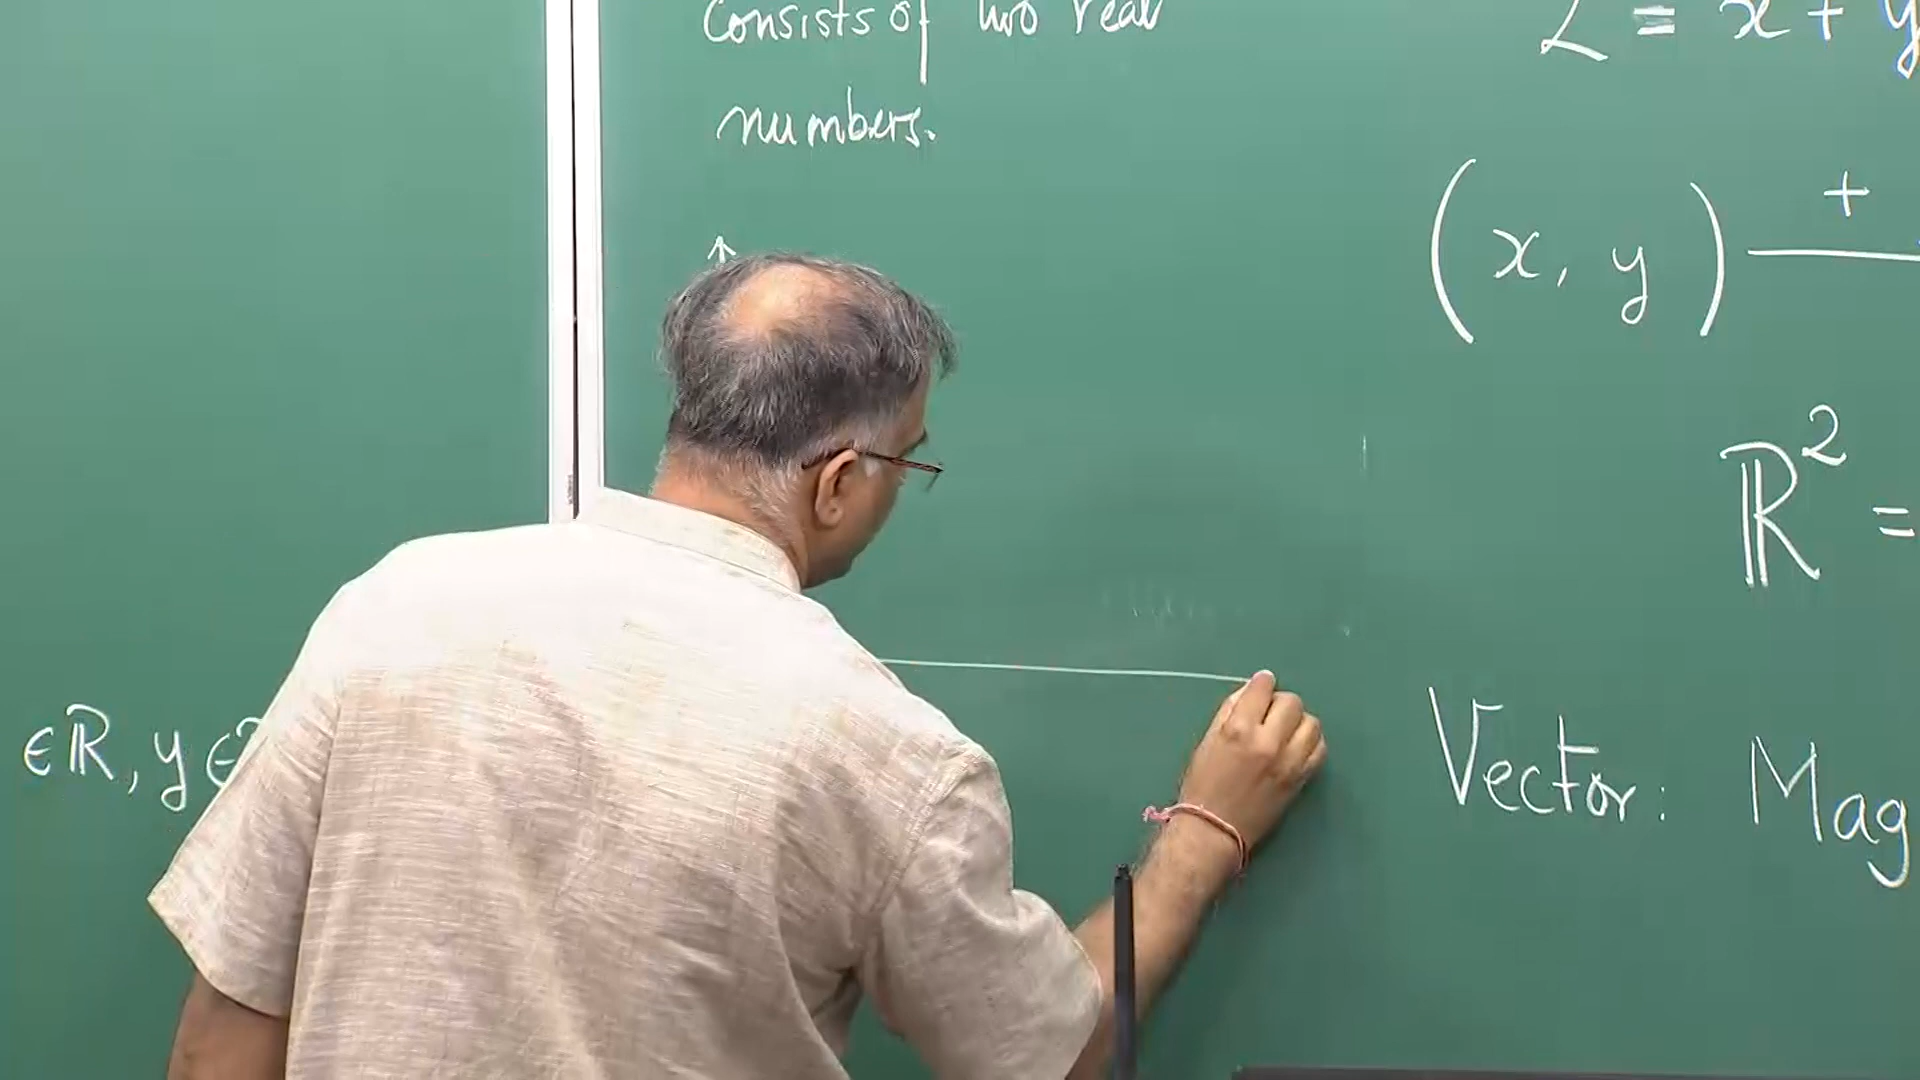 Consists of two real
numbers.
∈ℝ, y ∈
Z = x + y
(x, y) +
ℝ² =
Vector: Mag